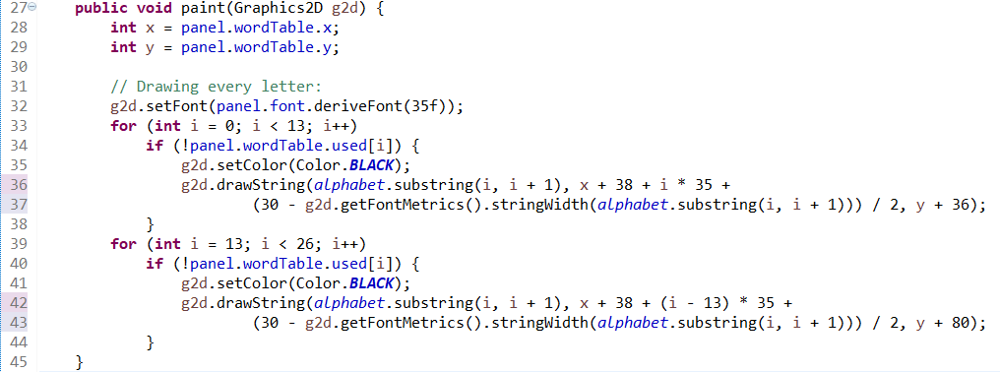 27 public void paint(Graphics2D g2d) {
28 int x = panel.wordTable.x;
29 int y = panel.wordTable.y;
30
31 // Drawing every letter:
32 g2d.setFont(panel.font.deriveFont(35f));
33 for (int i = 0; i < 13; i++)
34 if (!panel.wordTable.used[i]) {
35 g2d.setColor(Color.BLACK);
36 g2d.drawString(alphabet.substring(i, i + 1), x + 38 + i * 35 +
37 (30 - g2d.getFontMetrics().stringWidth(alphabet.substring(i, i + 1))) / 2, y + 36);
38 }
39 for (int i = 13; i < 26; i++)
40 if (!panel.wordTable.used[i]) {
41 g2d.setColor(Color.BLACK);
42 g2d.drawString(alphabet.substring(i, i + 1), x + 38 + (i - 13) * 35 +
43 (30 - g2d.getFontMetrics().stringWidth(alphabet.substring(i, i + 1))) / 2, y + 80);
44 }
45 }